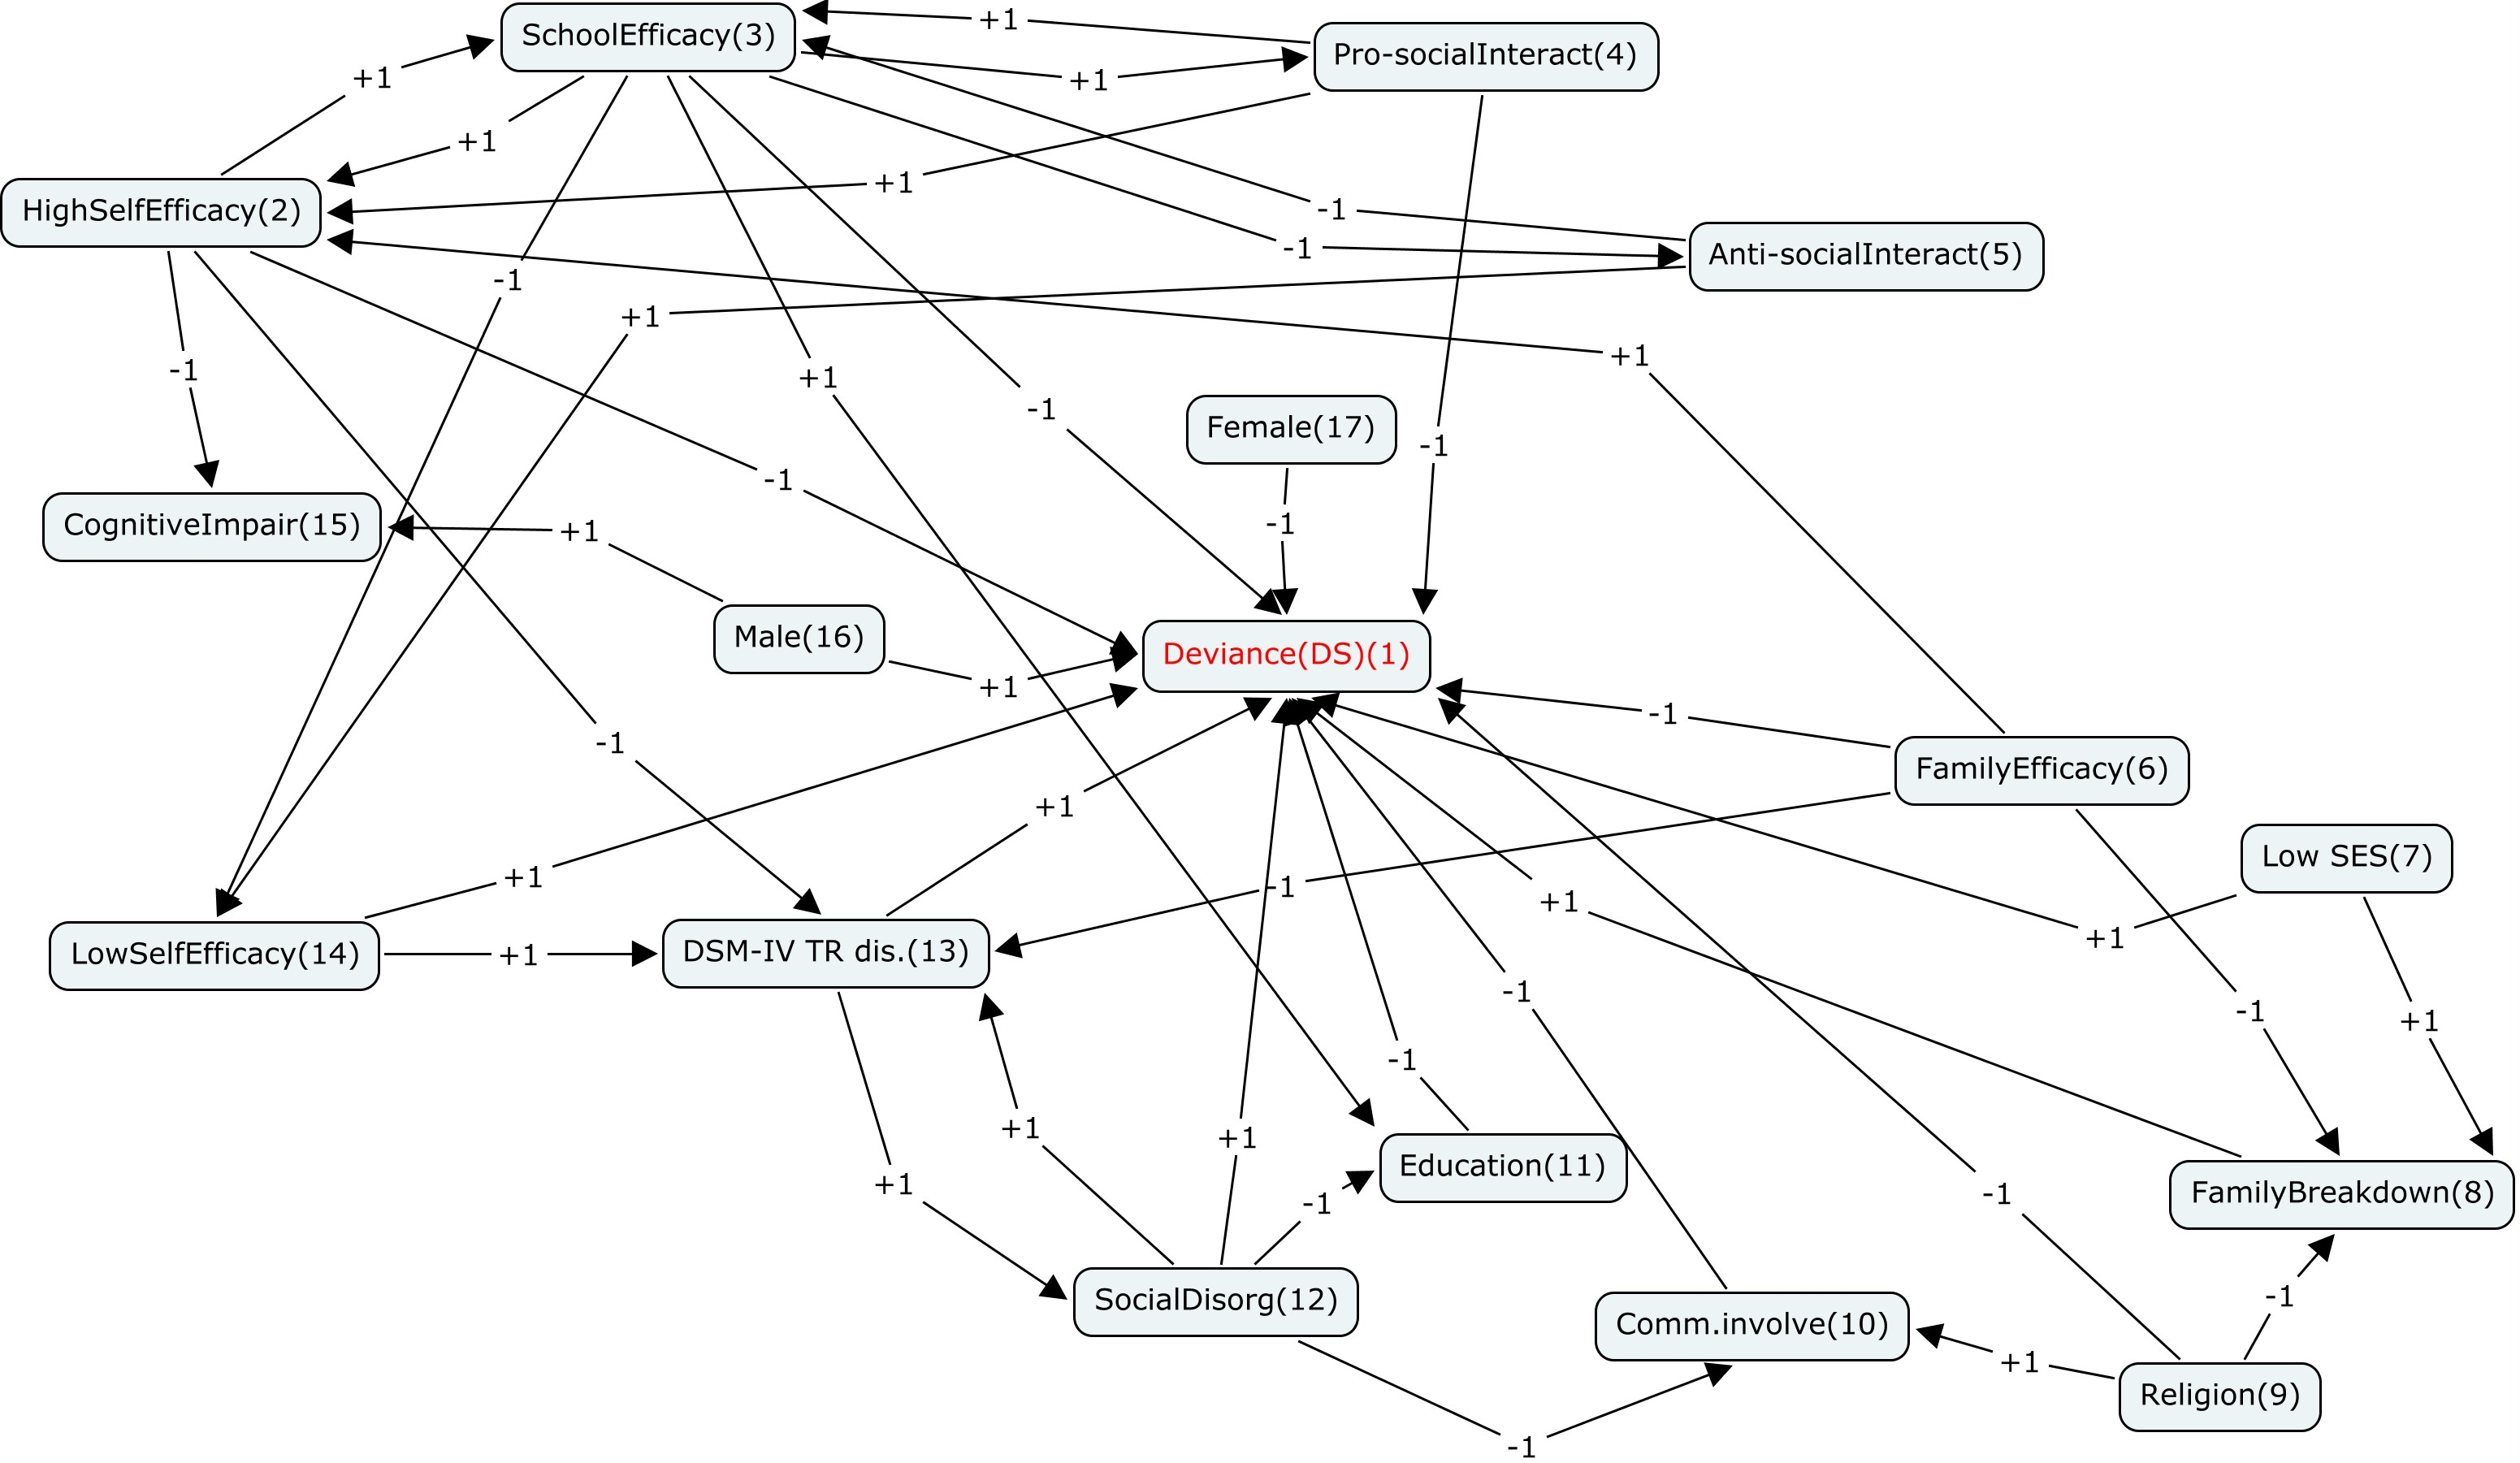 +1
SchoolEfficacy(3)
Pro-socialInteract(4)
+1
+1
+1
+1
HighSelfEfficacy(2)
-1
-1
Anti-socialInteract(5)
-1
+1
+1
-1
+1
-1
Female(17)
-1
-1
CognitiveImpair(15)
+1
-1
Male(16)
Deviance(DS)(1)
+1
-1
-1
FamilyEfficacy(6)
+1
Low SES(7)
+1
-1
+1
+1
LowSelfEfficacy(14)
+1
DSM-IV TR dis.(13)
-1
-1
+1
-1
+1
+1
Education(11)
+1
-1
-1
FamilyBreakdown(8)
SocialDisorg(12)
-1
Comm.involve(10)
+1
Religion(9)
-1